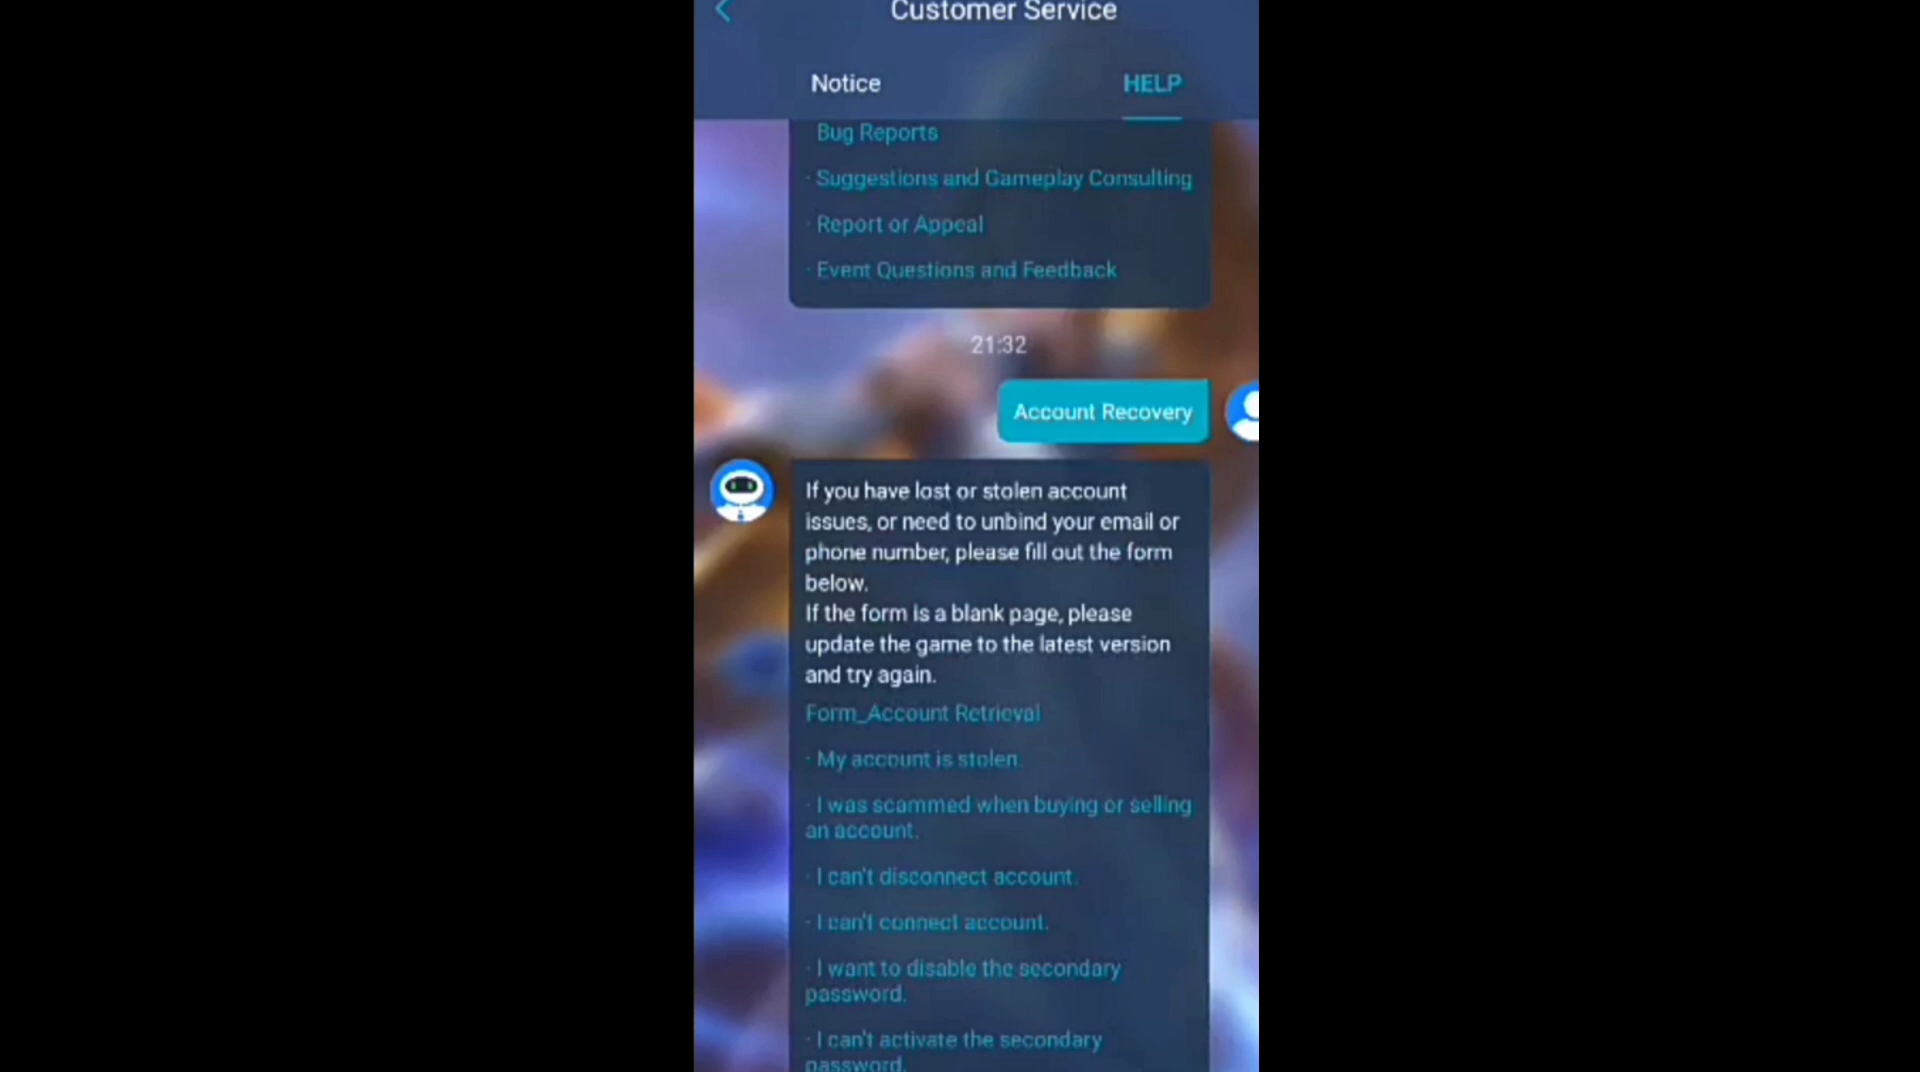 Customer Service
Notice
HELP
Bug Reports
· Suggestions and Gameplay Consulting
· Report or Appeal
· Event Questions and Feedback
21:32
Account Recovery
If you have lost or stolen account
issues, or need to unbind your email or
phone number, please fill out the form
below.
If the form is a blank page, please
update the game to the latest version
and try again.
Form_Account Retrieval
· My account is stolen.
· I was scammed when buying or selling
an account.
· I can't disconnect account.
· I can't connect account.
· I want to disable the secondary
password.
· I can't activate the secondary
password.